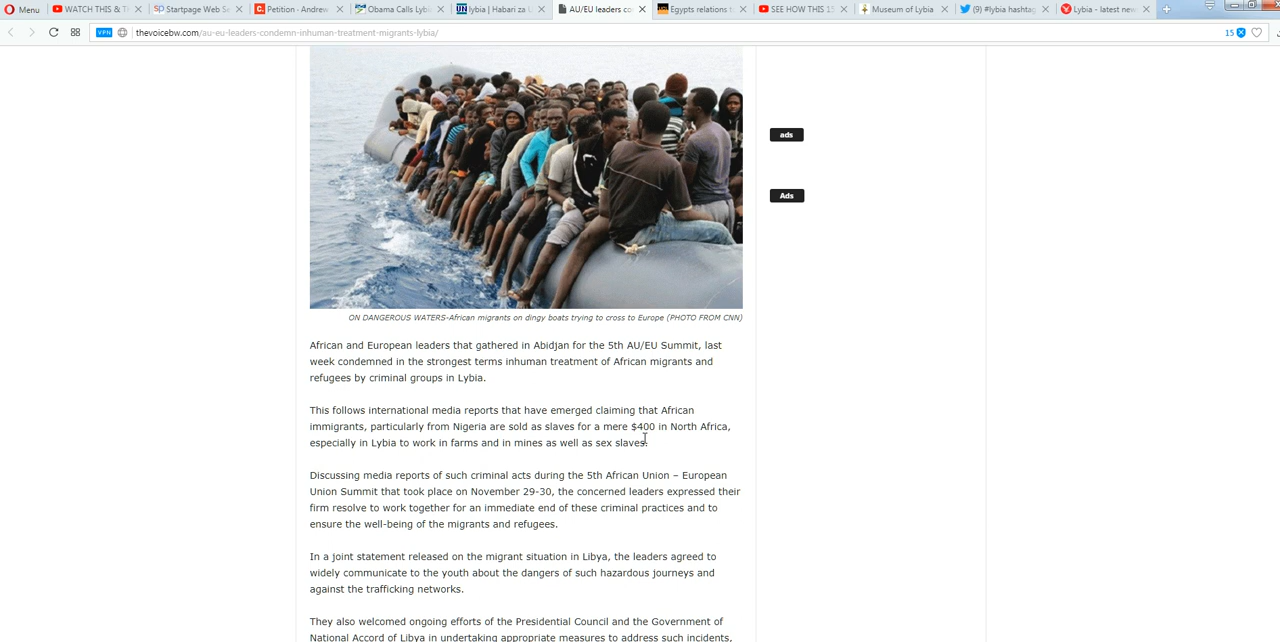 Menu
WATCH THIS & T
Startpage Web Se
Petition - Andrew
Obama Calls Lybi
lybia | Habari za U
AU/EU leaders co
Egypts relations t
SEE HOW THIS 15
Museum of Lybia
(9) #lybia hashtag
Lybia - latest new
VPN
thevoicebw.com/au-eu-leaders-condemn-inhuman-treatment-migrants-lybia/
15
ads
Ads
ON DANGEROUS WATERS-African migrants on dingy boats trying to cross to Europe (PHOTO FROM CNN)
African and European leaders that gathered in Abidjan for the 5th AU/EU Summit, last
week condemned in the strongest terms inhuman treatment of African migrants and
refugees by criminal groups in Lybia.
This follows international media reports that have emerged claiming that African
immigrants, particularly from Nigeria are sold as slaves for a mere $400 in North Africa,
especially in Lybia to work in farms and in mines as well as sex slaves.
Discussing media reports of such criminal acts during the 5th African Union – European
Union Summit that took place on November 29-30, the concerned leaders expressed their
firm resolve to work together for an immediate end of these criminal practices and to
ensure the well-being of the migrants and refugees.
In a joint statement released on the migrant situation in Libya, the leaders agreed to
widely communicate to the youth about the dangers of such hazardous journeys and
against the trafficking networks.
They also welcomed ongoing efforts of the Presidential Council and the Government of
National Accord of Libya in undertaking appropriate measures to address such incidents,